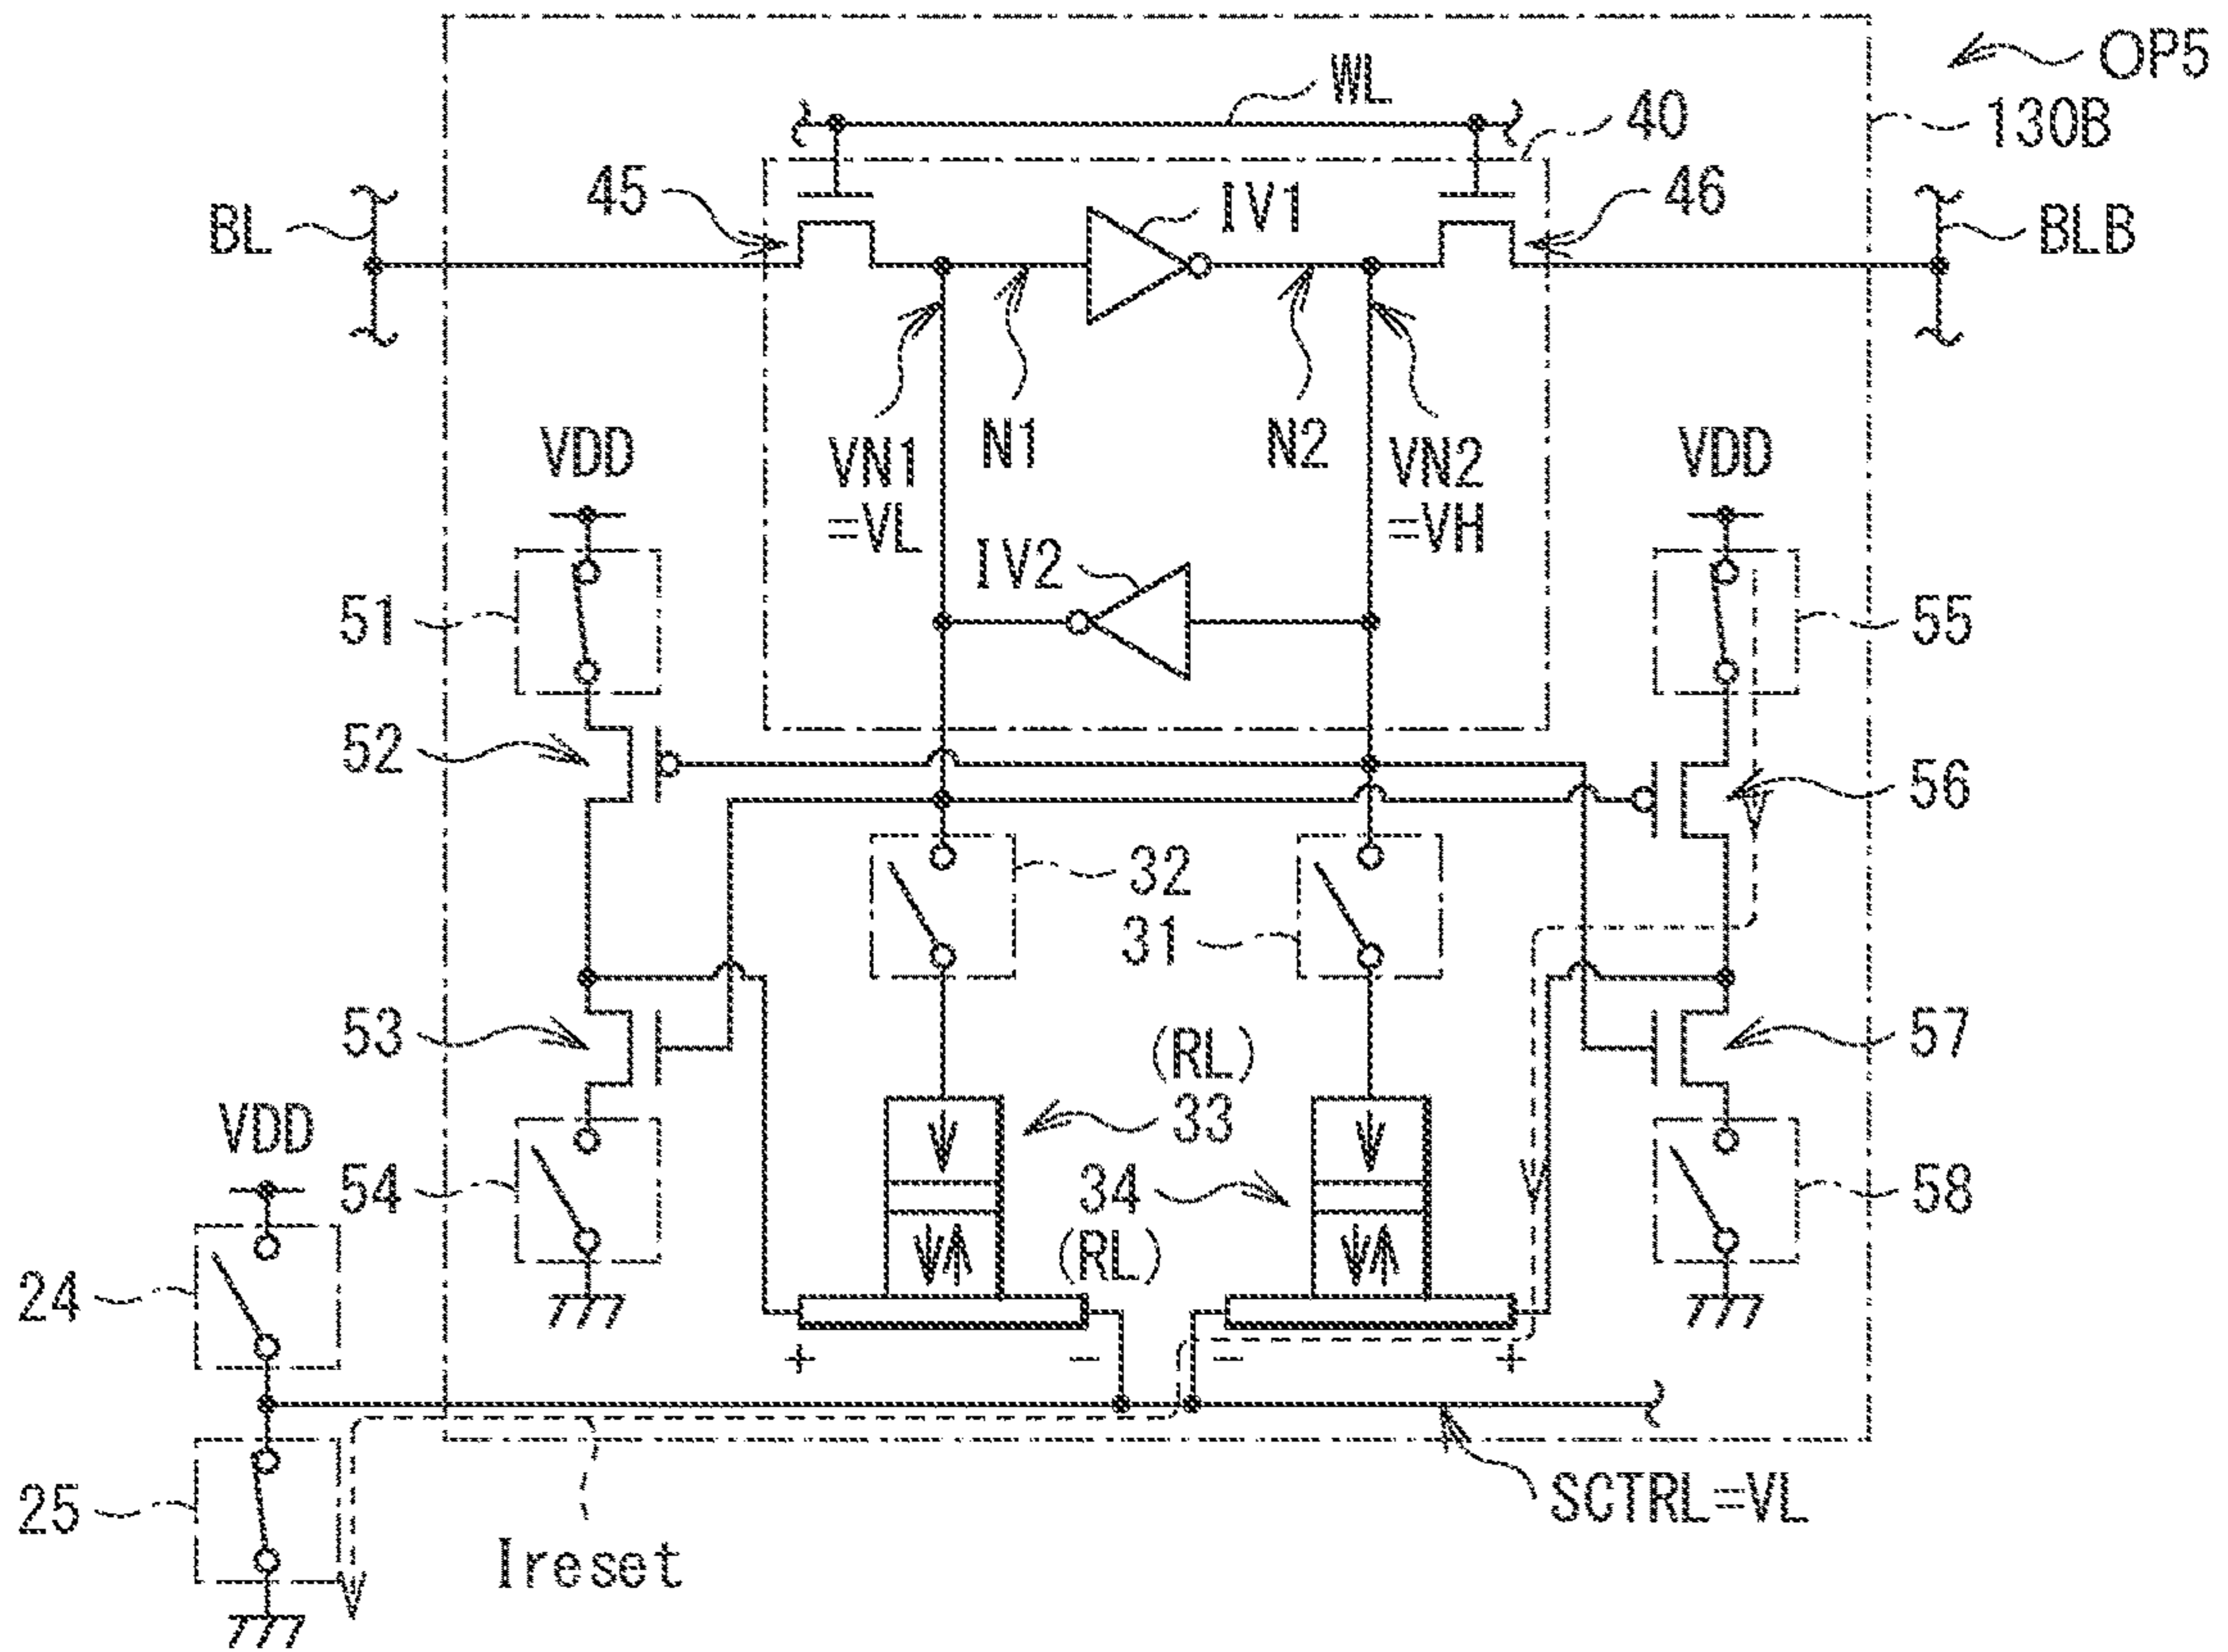 OP5
WL
40
130B
45
IV1
46
BL
BLB
VN1
=VL
N1
N2
VN2
=VH
VDD
VDD
IV2
51
55
52
56
32
31
53
57
(RL)
33
VDD
54
34
(RL)
58
24
+
−
−
+
25
SCTRL=VL
Ireset